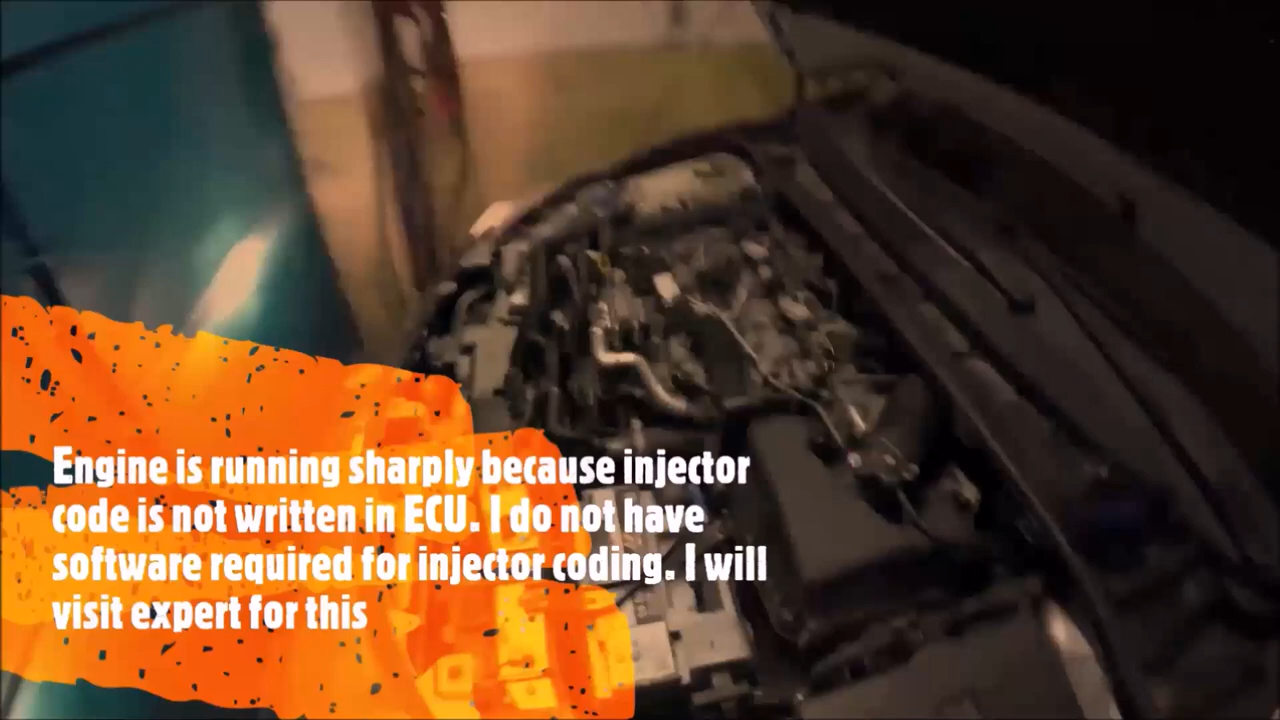 Engine is running sharply because injector
code is not written in ECU. I do not have
software required for injector coding. I will
visit expert for this